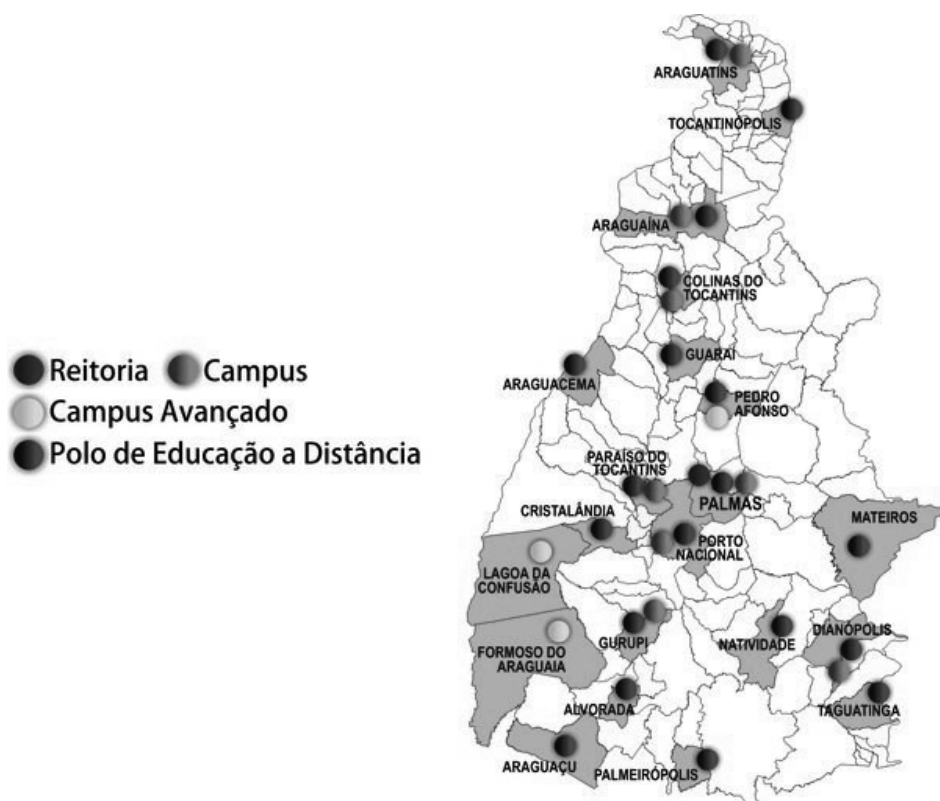 ARAGUATINS
TOCANTINÓPOLIS
ARAGUAÍNA
COLINAS DO
TOCANTINS
GUARAI
ARAGUACEMA
PEDRO
AFONSO
Reitoria Campus
Campus Avançado
Polo de Educação a Distância
PARAÍSO DO
TOCANTINS
PALMAS
CRISTALÂNDIA
MATEIROS
PORTO
NACIONAL
LAGOA DA
CONFUSÃO
FORMOSO DO
ARAGUAIA
GURUPI
NATIVIDADE
DIANÓPOLIS
ALVORADA
TAGUATINGA
ARAGUAÇU
PALMEIRÓPOLIS